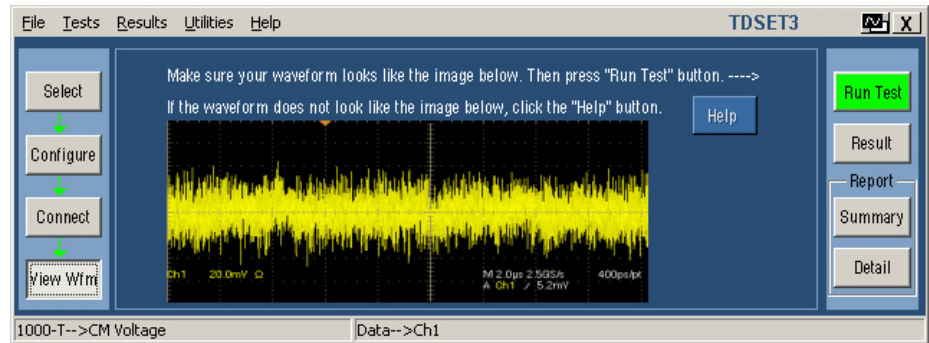 File Tests Results Utilities Help TDSET3 X
Select
Configure
Connect
View Wfm
Make sure your waveform looks like the image below. Then press "Run Test" button. ---->
If the waveform does not look like the image below, click the "Help" button.
Help
Ch1 20.0mV Ω M 2.0µs 2.5GS/s 400ps/pt
A Ch1 / 5.2mV
Run Test
Result
Report
Summary
Detail
1000-T-->CM Voltage Data-->Ch1